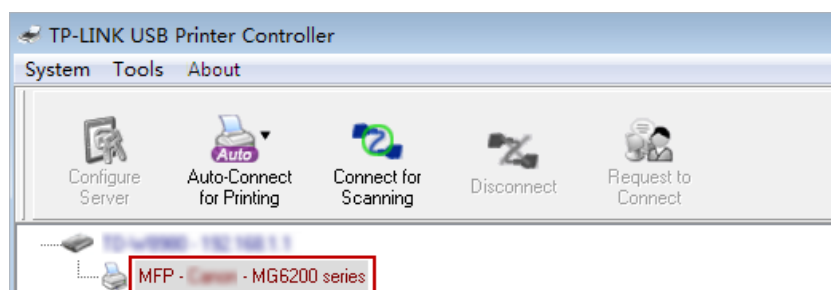 TP-LINK USB Printer Controller
System Tools About
Auto
Configure Server
Auto-Connect for Printing
Connect for Scanning
Disconnect
Request to Connect
MFP - - MG6200 series